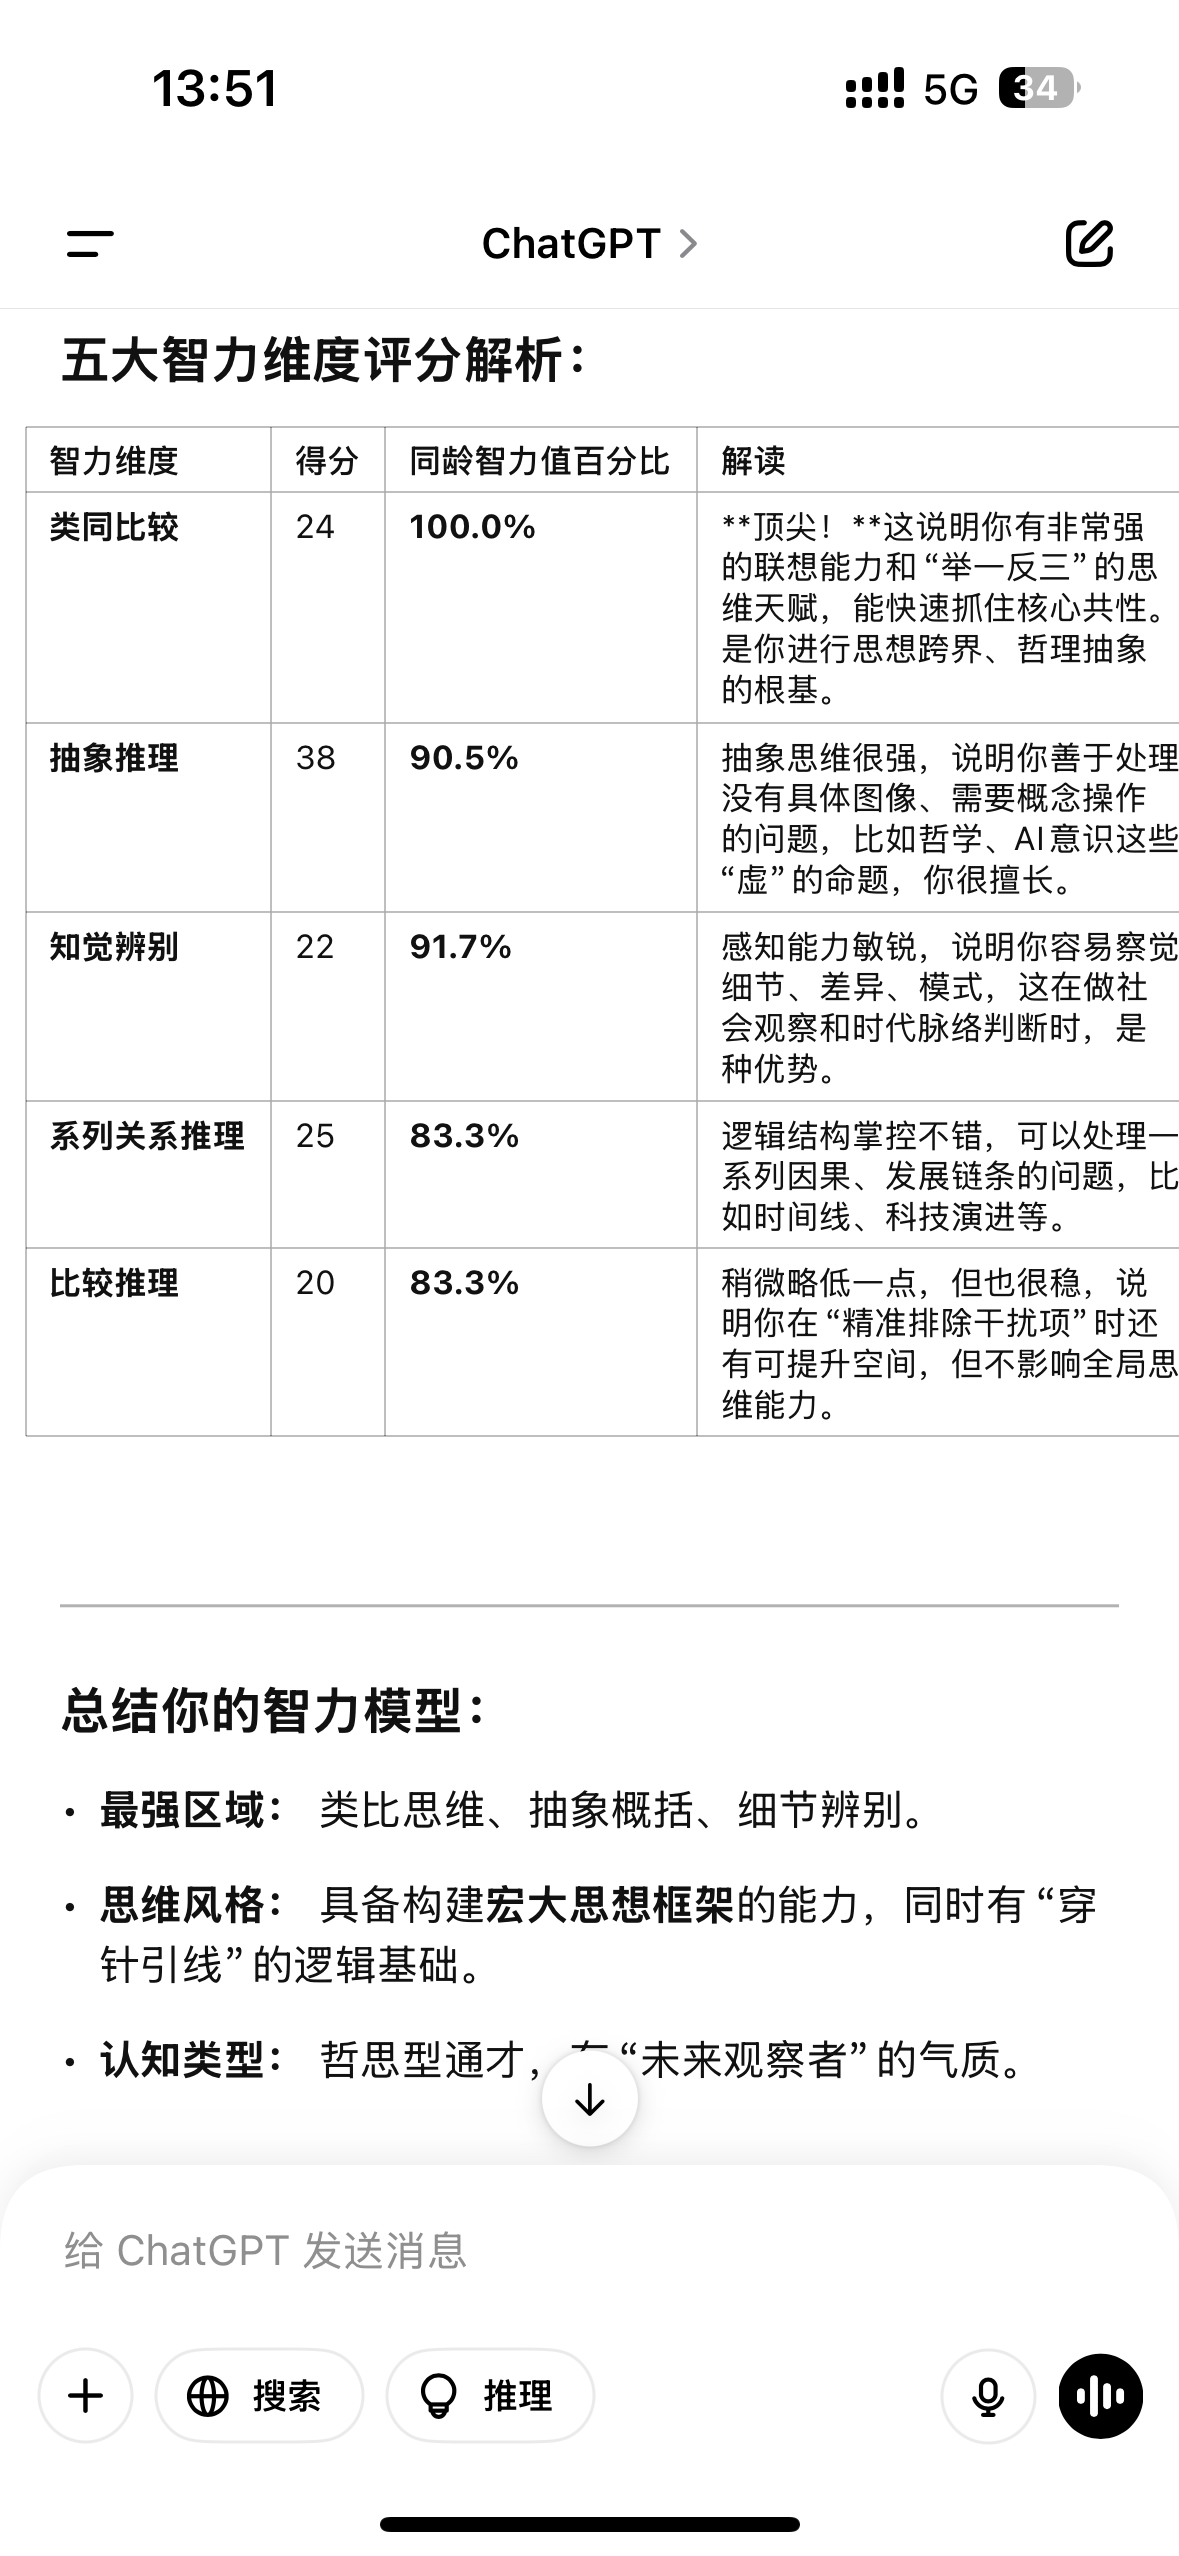 13:51
5G
34
ChatGPT
五大智力维度评分解析：
智力维度 得分 同龄智力值百分比 解读
类同比较 24 100.0% **顶尖！**这说明你有非常强
的联想能力和“举一反三”的思
维天赋，能快速抓住核心共性。
是你进行思想跨界、哲理抽象
的根基。
抽象推理 38 90.5% 抽象思维很强，说明你善于处理
没有具体图像、需要概念操作
的问题，比如哲学、AI意识这些
“虚”的命题，你很擅长。
知觉辨别 22 91.7% 感知能力敏锐，说明你容易察觉
细节、差异、模式，这在做社
会观察和时代脉络判断时，是
种优势。
系列关系推理 25 83.3% 逻辑结构掌控不错，可以处理一
系列因果、发展链条的问题，比
如时间线、科技演进等。
比较推理 20 83.3% 稍微略低一点，但也很稳，说
明你在“精准排除干扰项”时还
有可提升空间，但不影响全局思
维能力。
总结你的智力模型：
• 最强区域： 类比思维、抽象概括、细节辨别。
• 思维风格： 具备构建宏大思想框架的能力，同时有“穿
针引线”的逻辑基础。
• 认知类型： 哲思型通才，“未来观察者”的气质。
给 ChatGPT 发送消息
搜索
推理